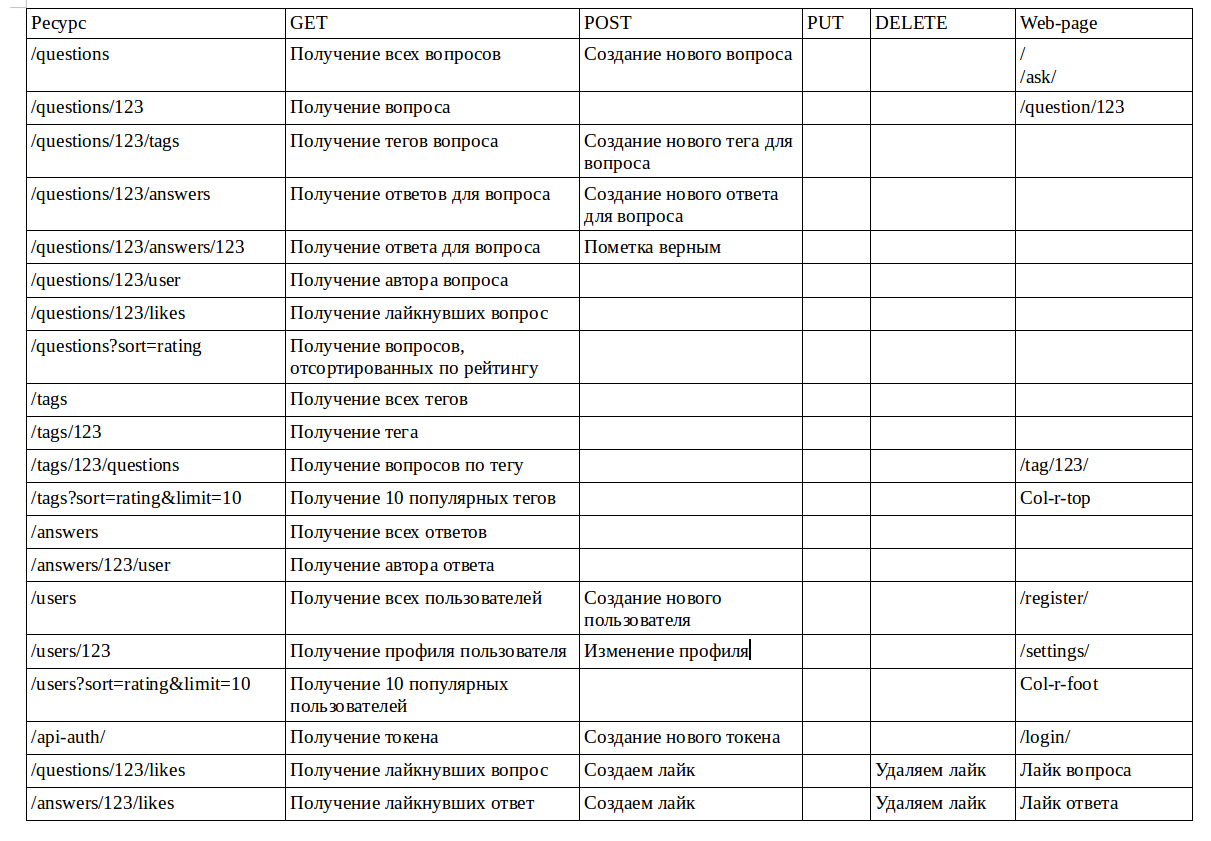 Ресурс GET POST PUT DELETE Web-page
/questions Получение всех вопросов Создание нового вопроса /
/ask/
/questions/123 Получение вопроса /question/123
/questions/123/tags Получение тегов вопроса Создание нового тега для
вопроса
/questions/123/answers Получение ответов для вопроса Создание нового ответа
для вопроса
/questions/123/answers/123 Получение ответа для вопроса Пометка верным
/questions/123/user Получение автора вопроса
/questions/123/likes Получение лайкнувших вопрос
/questions?sort=rating Получение вопросов,
отсортированных по рейтингу
/tags Получение всех тегов
/tags/123 Получение тега
/tags/123/questions Получение вопросов по тегу /tag/123/
/tags?sort=rating&limit=10 Получение 10 популярных тегов Col-r-top
/answers Получение всех ответов
/answers/123/user Получение автора ответа
/users Получение всех пользователей Создание нового /register/
пользователя
/users/123 Получение профиля пользователя Изменение профиля /settings/
/users?sort=rating&limit=10 Получение 10 популярных Col-r-foot
пользователей
/api-auth/ Получение токена Создание нового токена /login/
/questions/123/likes Получение лайкнувших вопрос Создаем лайк Удаляем лайк Лайк вопроса
/answers/123/likes Получение лайкнувших ответ Создаем лайк Удаляем лайк Лайк ответа